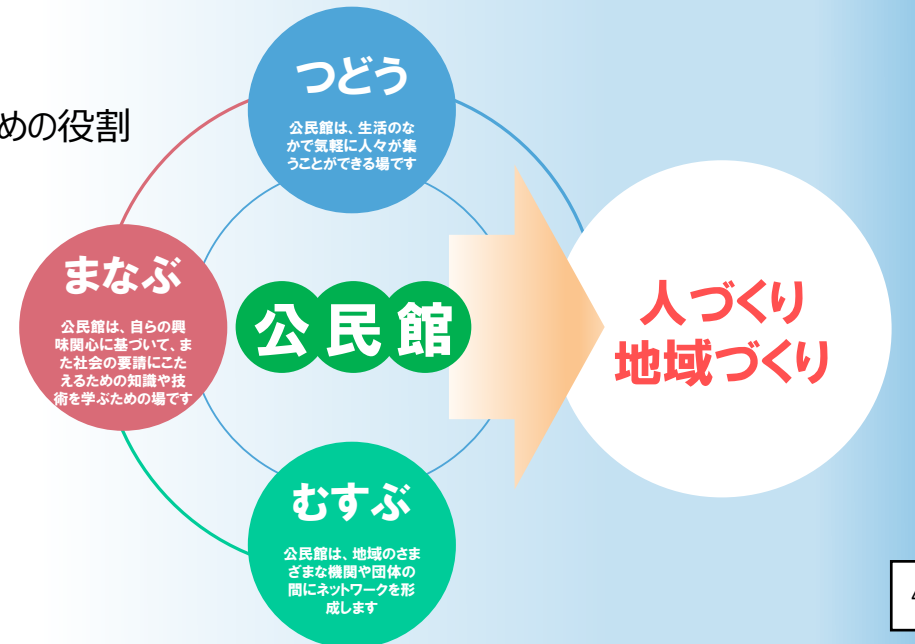 めの役割
つどう
公民館は、生活のな
かで気軽に人々が集
うことができる場です
まなぶ
公民館は、自らの興
味関心に基づいて、ま
た社会の要請にこた
えるための知識や技
術を学ぶための場です
公民館
人づくり
地域づくり
むすぶ
公民館は、地域のさま
ざまな機関や団体の
間にネットワークを形
成します